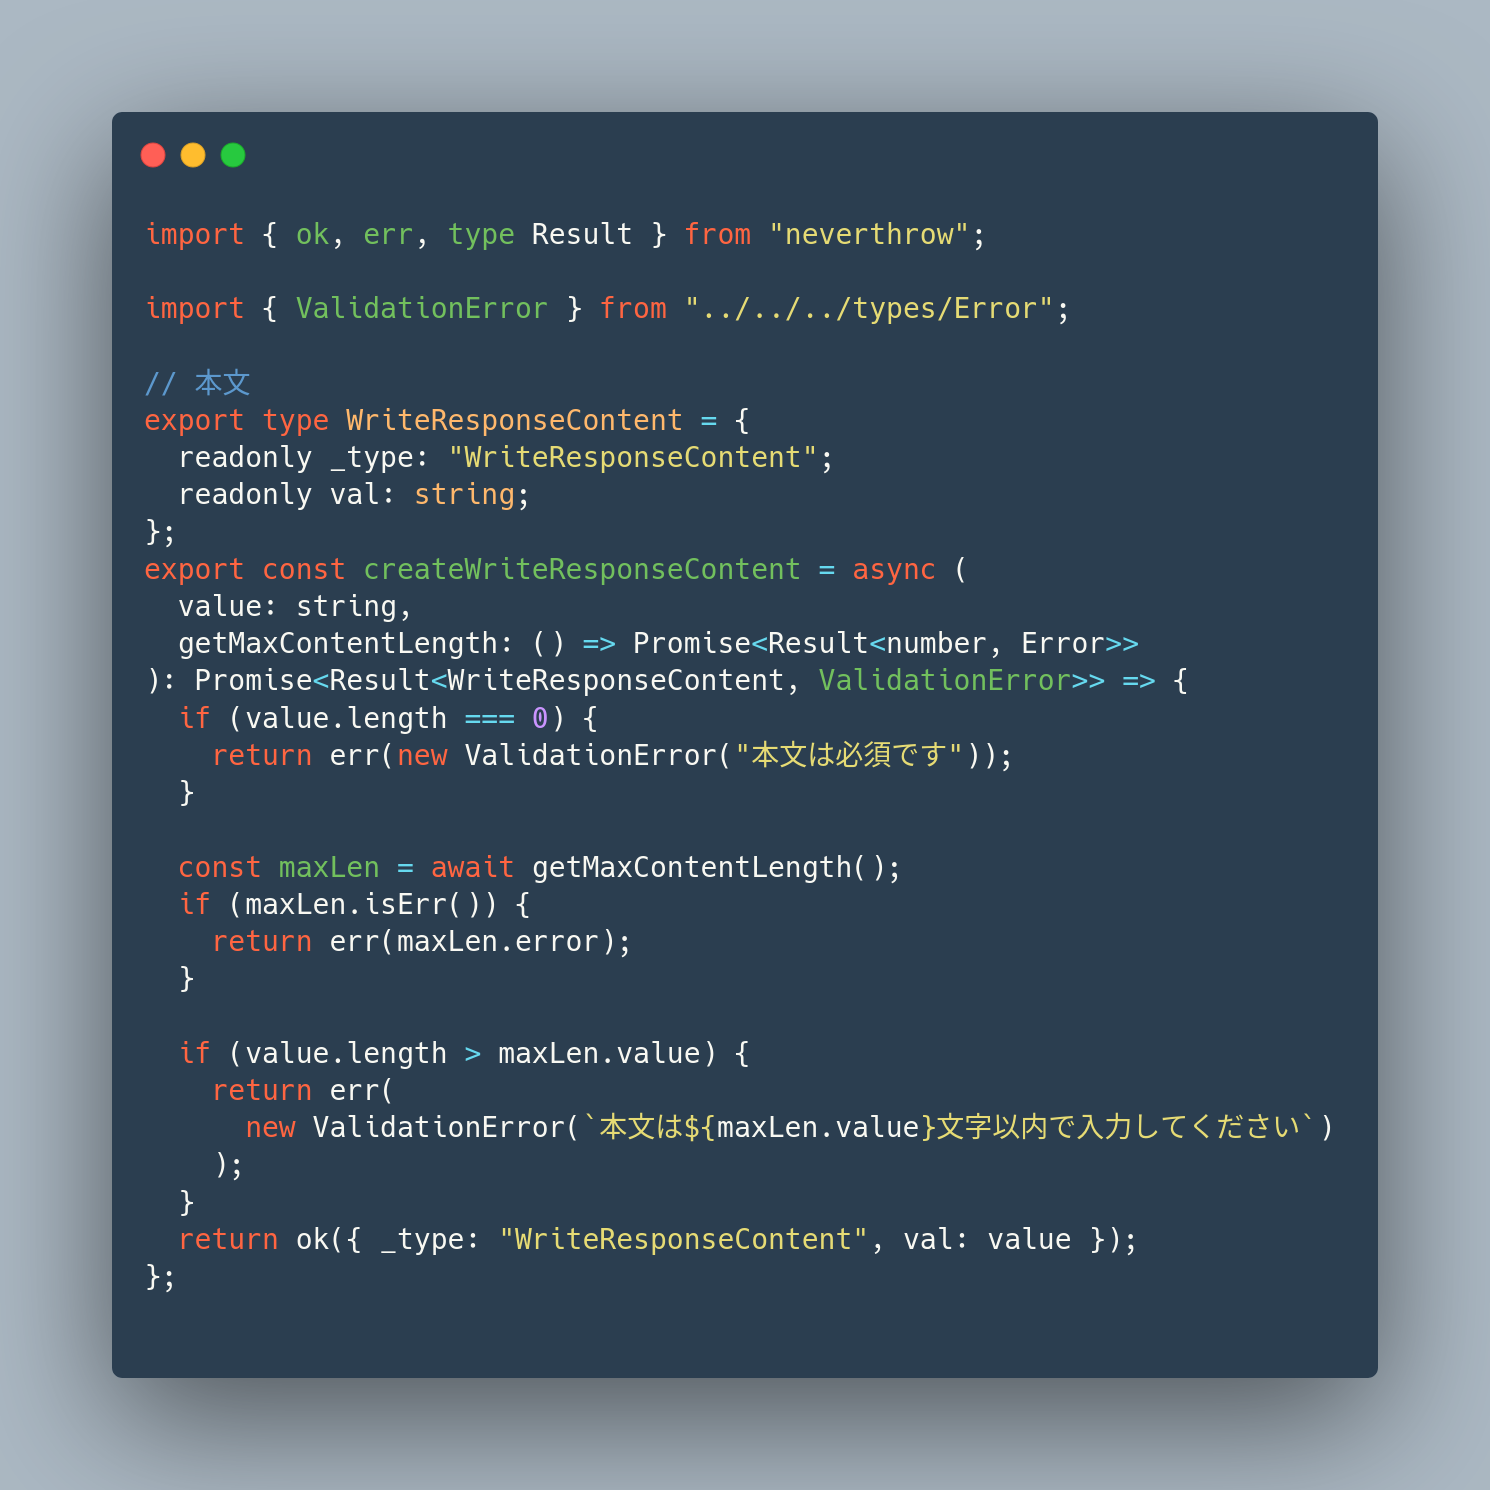 import { ok, err, type Result } from "neverthrow";

import { ValidationError } from "../../../types/Error";

// 本文
export type WriteResponseContent = {
  readonly _type: "WriteResponseContent";
  readonly val: string;
};
export const createWriteResponseContent = async (
  value: string,
  getMaxContentLength: () => Promise<Result<number, Error>>
): Promise<Result<WriteResponseContent, ValidationError>> => {
  if (value.length === 0) {
    return err(new ValidationError("本文は必須です"));
  }

  const maxLen = await getMaxContentLength();
  if (maxLen.isErr()) {
    return err(maxLen.error);
  }

  if (value.length > maxLen.value) {
    return err(
      new ValidationError(`本文は${maxLen.value}文字以内で入力してください`)
    );
  }
  return ok({ _type: "WriteResponseContent", val: value });
};